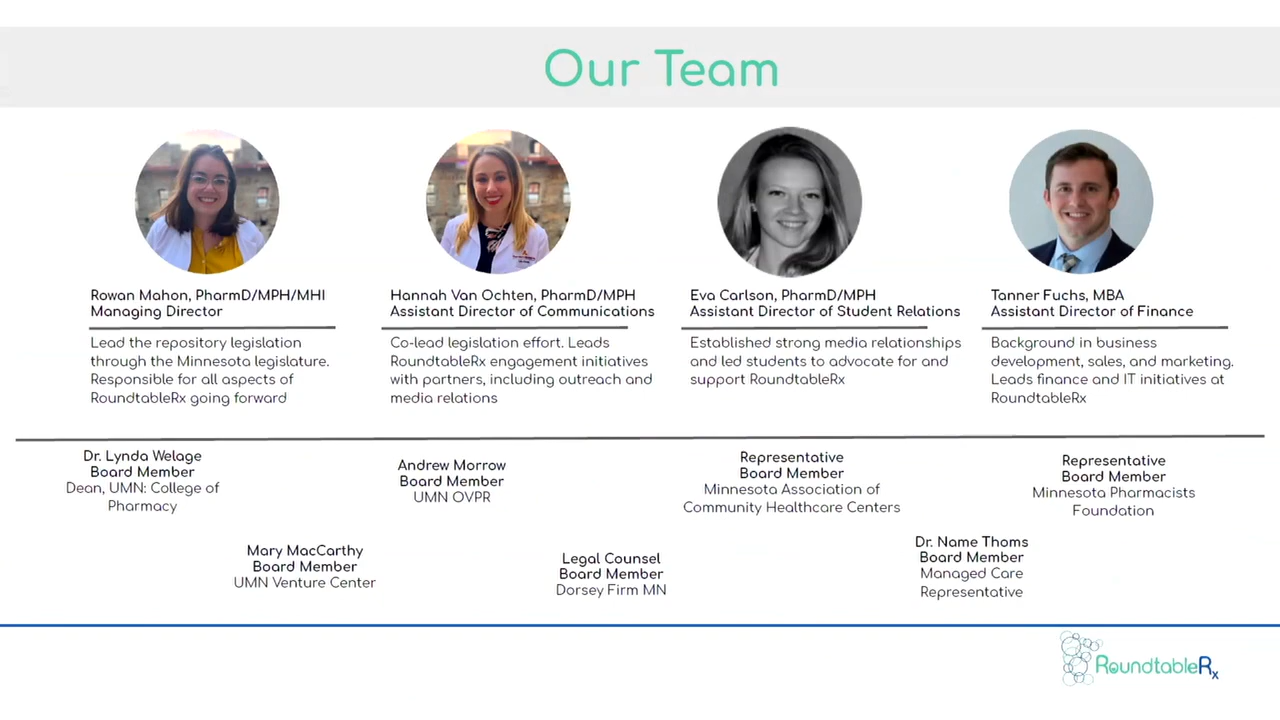 Our Team
Rowan Mahon, PharmD/MPH/MHI
Managing Director
Lead the repository legislation
through the Minnesota legislature.
Responsible for all aspects of
RoundtableRx going forward
Hannah Van Ochten, PharmD/MPH
Assistant Director of Communications
Co-lead legislation effort. Leads
RoundtableRx engagement initiatives
with partners, including outreach and
media relations
Eva Carlson, PharmD/MPH
Assistant Director of Student Relations
Established strong media relationships
and led students to advocate for and
support RoundtableRx
Tanner Fuchs, MBA
Assistant Director of Finance
Background in business
development, sales, and marketing.
Leads finance and IT initiatives at
RoundtableRx
Dr. Lynda Welage
Board Member
Dean, UMN: College of
Pharmacy
Andrew Morrow
Board Member
UMN OVPR
Representative
Board Member
Minnesota Association of
Community Healthcare Centers
Representative
Board Member
Minnesota Pharmacists
Foundation
Mary MacCarthy
Board Member
UMN Venture Center
Legal Counsel
Board Member
Dorsey Firm MN
Dr. Name Thoms
Board Member
Managed Care
Representative
RoundtableRx